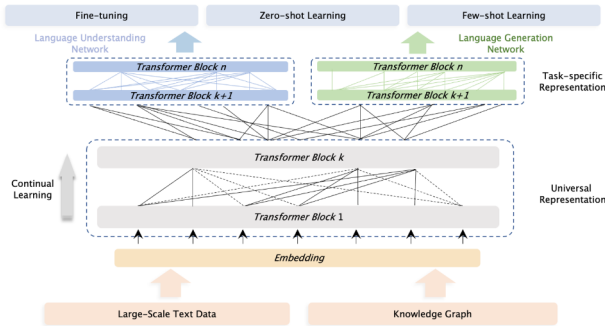 Fine-tuning
Zero-shot Learning
Few-shot Learning
Language Understanding
Network
Language Generation
Network
Transformer Block n
Transformer Block n
Task-specific
Representation
Transformer Block k+1
Transformer Block k+1
Transformer Block k
Continual
Learning
Universal
Representation
Transformer Block 1
Embedding
Large-Scale Text Data
Knowledge Graph